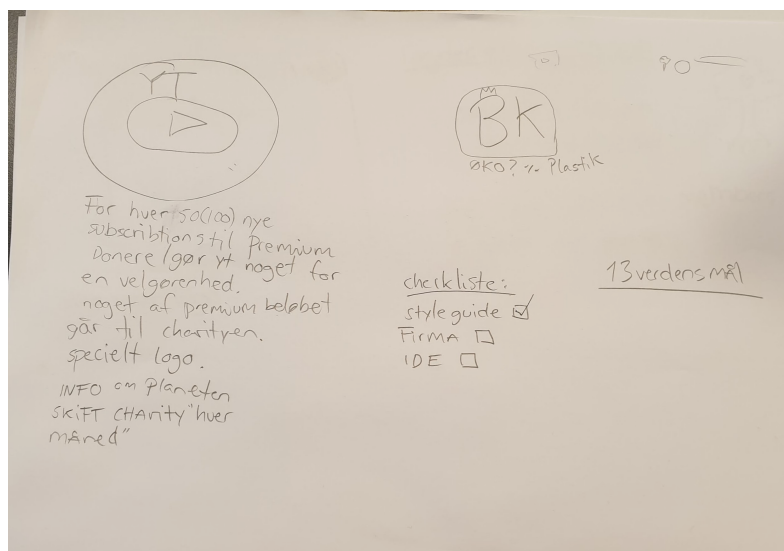 YT
For hver 50(100) nye
subscribtions til Premium
Donere/gør yt noget for
en velgørenhed.
noget af premium beløbet
går til charityen.
specielt logo.
INFO om Planeten
SKIFT CHArity "hver
måned"
BK
ØKO? %- Plastik
checkliste:
style guide ☑
FIRMA ☐
IDE ☐
13 verdensmål